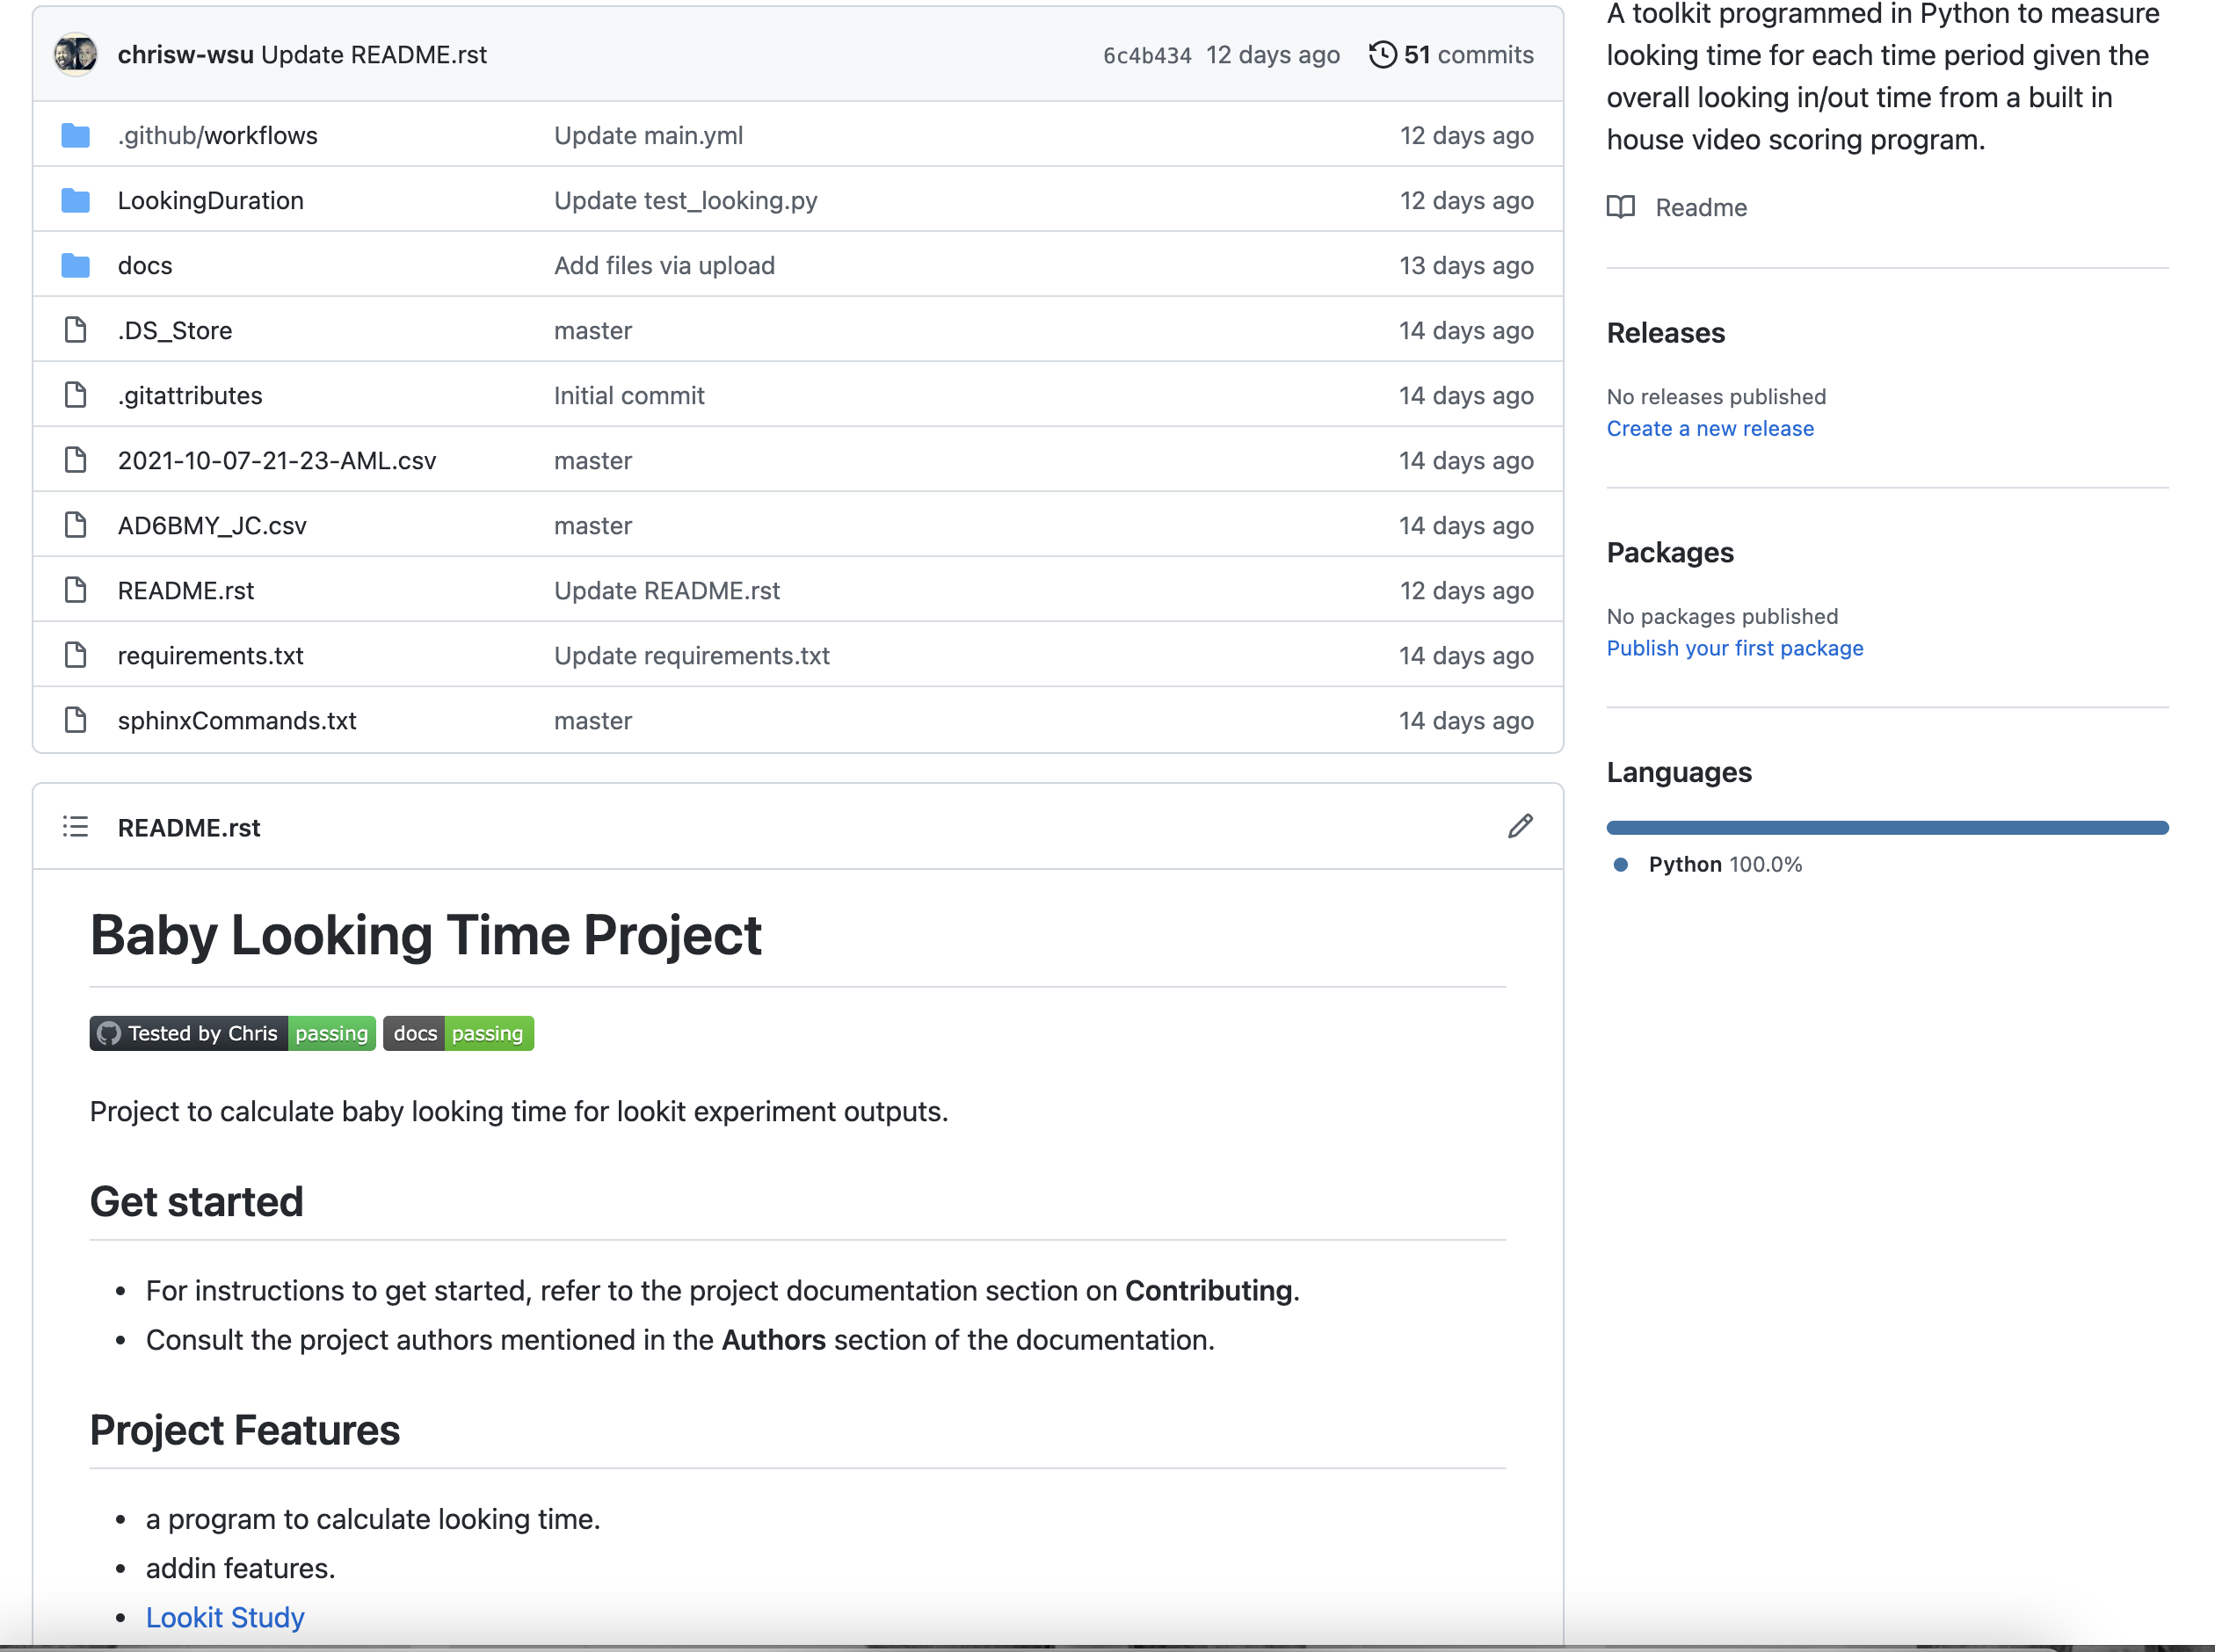 chrisw-wsu Update README.rst 6c4b434 12 days ago 51 commits
.github/workflows Update main.yml 12 days ago
LookingDuration Update test_looking.py 12 days ago
docs Add files via upload 13 days ago
.DS_Store master 14 days ago
.gitattributes Initial commit 14 days ago
2021-10-07-21-23-AML.csv master 14 days ago
AD6BMY_JC.csv master 14 days ago
README.rst Update README.rst 12 days ago
requirements.txt Update requirements.txt 14 days ago
sphinxCommands.txt master 14 days ago
README.rst
Baby Looking Time Project
Tested by Chris passing docs passing
Project to calculate baby looking time for lookit experiment outputs.
Get started
• For instructions to get started, refer to the project documentation section on Contributing.
• Consult the project authors mentioned in the Authors section of the documentation.
Project Features
• a program to calculate looking time.
• addin features.
• Lookit Study
A toolkit programmed in Python to measure
looking time for each time period given the
overall looking in/out time from a built in
house video scoring program.
Readme
Releases
No releases published
Create a new release
Packages
No packages published
Publish your first package
Languages
Python 100.0%